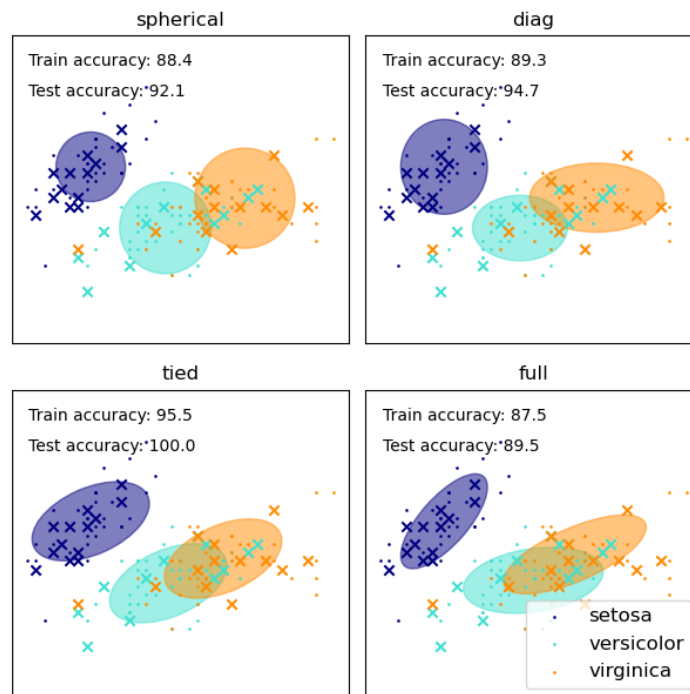 spherical
Train accuracy: 88.4
Test accuracy: 92.1
diag
Train accuracy: 89.3
Test accuracy: 94.7
tied
Train accuracy: 95.5
Test accuracy: 100.0
full
Train accuracy: 87.5
Test accuracy: 89.5
setosa
versicolor
virginica